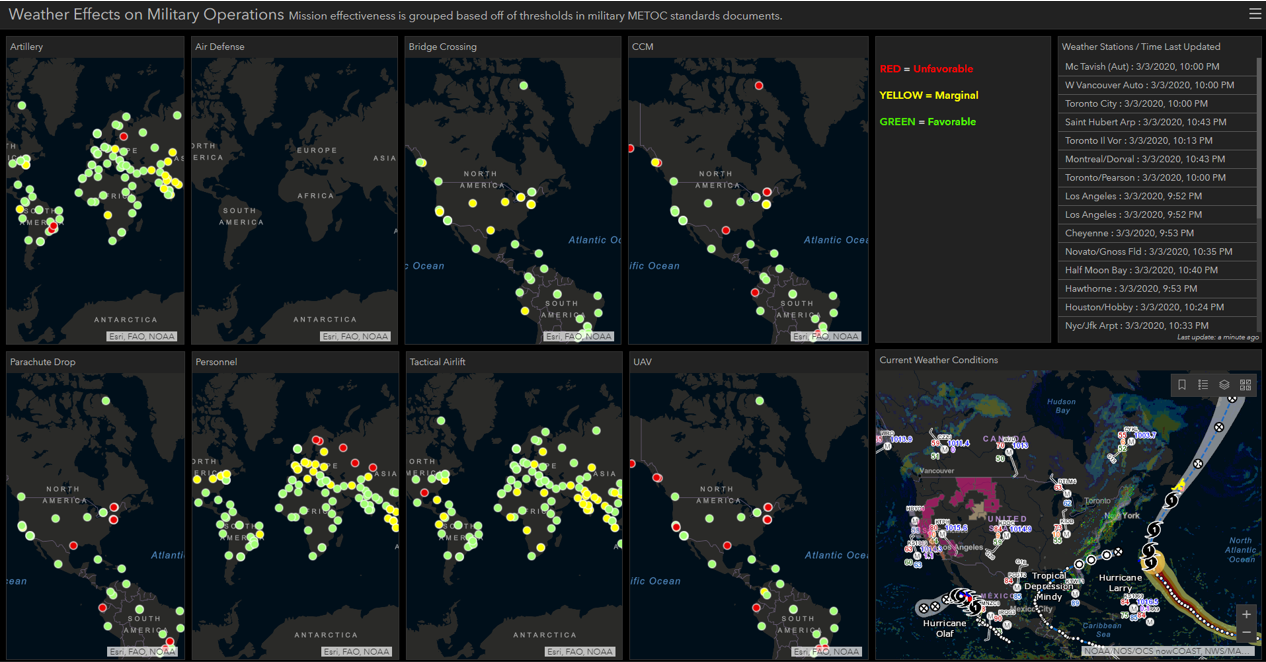 Weather Effects on Military Operations Mission effectiveness is grouped based off of thresholds in military METOC standards documents.
Artillery
EUROPE
ASIA
AFRICA
SOUTH
AMERICA
ANTARCTICA
Esri, FAO, NOAA
Air Defense
NORTH
AMERICA
EUROPE
ASIA
AFRICA
SOUTH
AMERICA
ANTARCTICA
Esri, FAO, NOAA
Bridge Crossing
NORTH
AMERICA
Atlantic Oc
c Ocean
SOUTH
AMERICA
Esri, FAO, NOAA
CCM
NORTH
AMERICA
Atlantic Oc
ific Ocean
SOUTH
AMERICA
Esri, FAO, NOAA
RED = Unfavorable
YELLOW = Marginal
GREEN = Favorable
Weather Stations / Time Last Updated
Mc Tavish (Aut) : 3/3/2020, 10:00 PM
W Vancouver Auto : 3/3/2020, 10:00 PM
Toronto City : 3/3/2020, 10:00 PM
Saint Hubert Arp : 3/3/2020, 10:43 PM
Toronto Il Vor : 3/3/2020, 10:13 PM
Montreal/Dorval : 3/3/2020, 10:43 PM
Toronto/Pearson : 3/3/2020, 10:00 PM
Los Angeles : 3/3/2020, 9:52 PM
Los Angeles : 3/3/2020, 9:52 PM
Cheyenne : 3/3/2020, 9:53 PM
Novato/Gnoss Fld : 3/3/2020, 10:35 PM
Half Moon Bay : 3/3/2020, 10:40 PM
Hawthorne : 3/3/2020, 9:53 PM
Houston/Hobby : 3/3/2020, 10:24 PM
Nyc/Jfk Arpt : 3/3/2020, 10:33 PM
Last update: a minute ago
Parachute Drop
NORTH
AMERICA
Atlanti
ean
SOUTH
AMERICA
Esri, FAO, NOAA
Personnel
ASIA
ANTARCTICA
Esri, FAO, NOAA
Tactical Airlift
ANTARCTICA
Esri, FAO, NOAA
UAV
NORTH
AMERICA
Atlantic Oc
ific Ocean
SOUTH
AMERICA
Esri, FAO, NOAA
Current Weather Conditions
Hudson
Bay
CANADA
Vancouver
Toronto
New York
UNITED
Los Angeles
North
Atlantic
Ocean
Tropical
Depression
Mindy
Hurricane
Larry
MÉXICO
Mexico City
Hurricane
Olaf
Caribbean
Sea
NOAA NOS/OCS nowCOAST, NWS/MA...